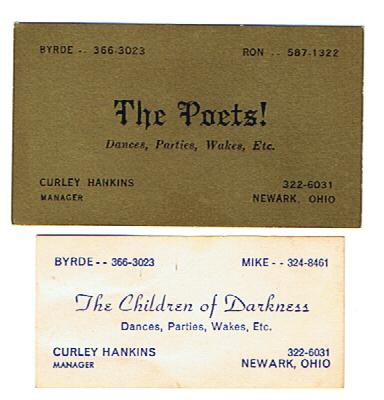 BYRDE -- 366-3023 RON -- 587-1322
The Poets!
Dances, Parties, Wakes, Etc.
CURLEY HANKINS 322-6031
MANAGER NEWARK, OHIO
BYRDE -- 366-3023 MIKE -- 324-8461
The Children of Darkness
Dances, Parties, Wakes, Etc.
CURLEY HANKINS 322-6031
MANAGER NEWARK, OHIO